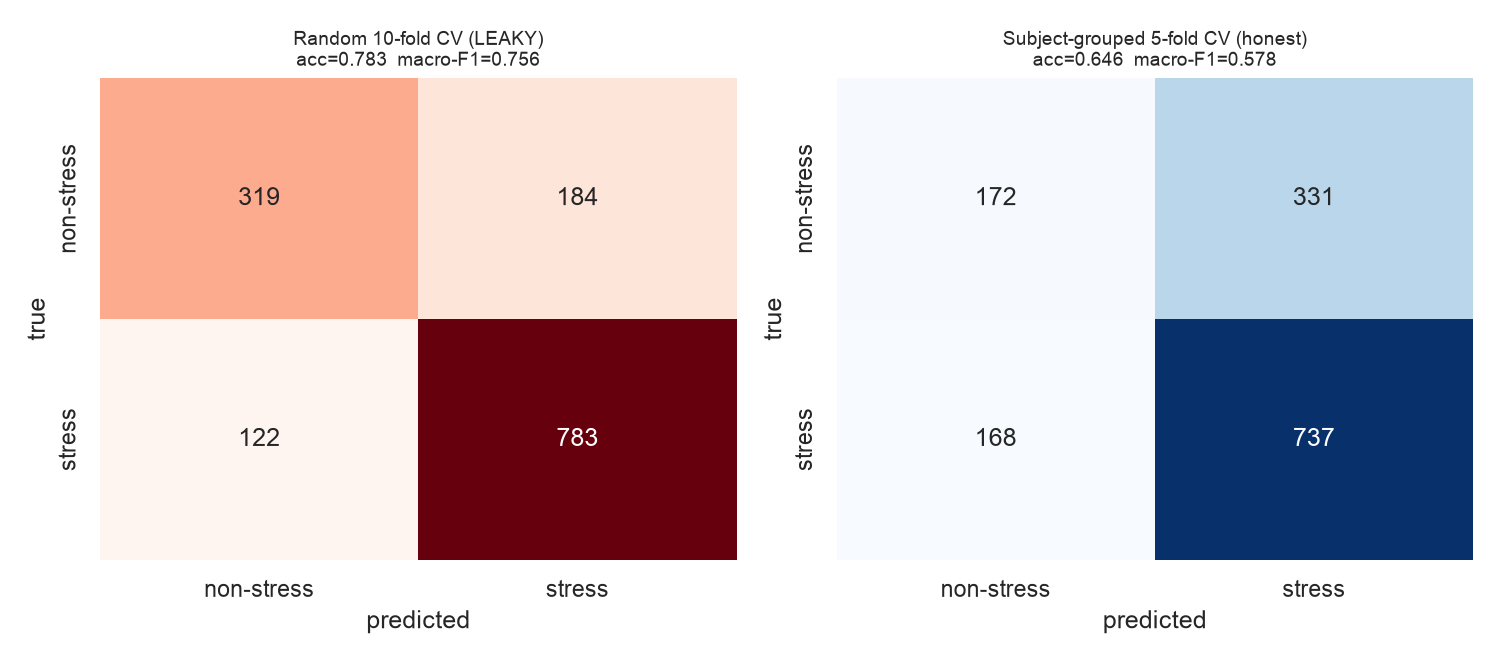 Random 10-fold CV (LEAKY)
acc=0.783  macro-F1=0.756
non-stress
319
184
true
stress
122
783
non-stress
stress
predicted
Subject-grouped 5-fold CV (honest)
acc=0.646  macro-F1=0.578
non-stress
172
331
true
stress
168
737
non-stress
stress
predicted